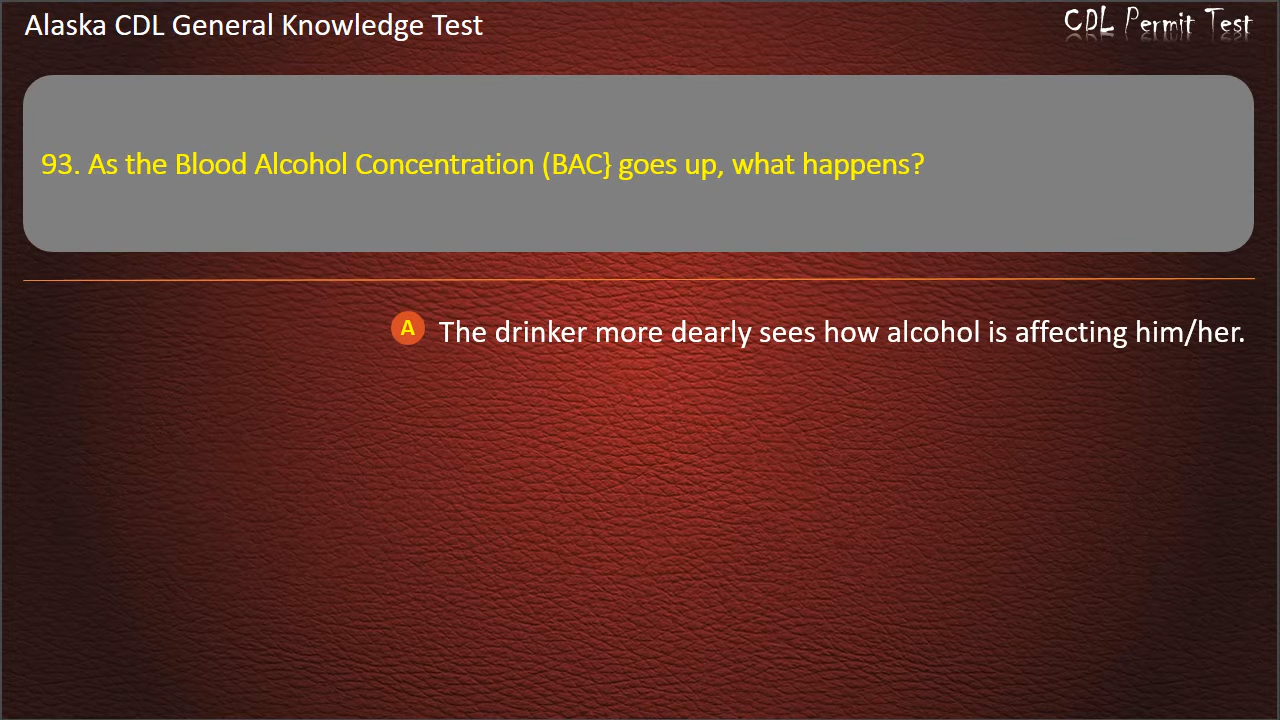 Alaska CDL General Knowledge Test
CDL Permit Test
93. As the Blood Alcohol Concentration (BAC} goes up, what happens?
A The drinker more dearly sees how alcohol is affecting him/her.